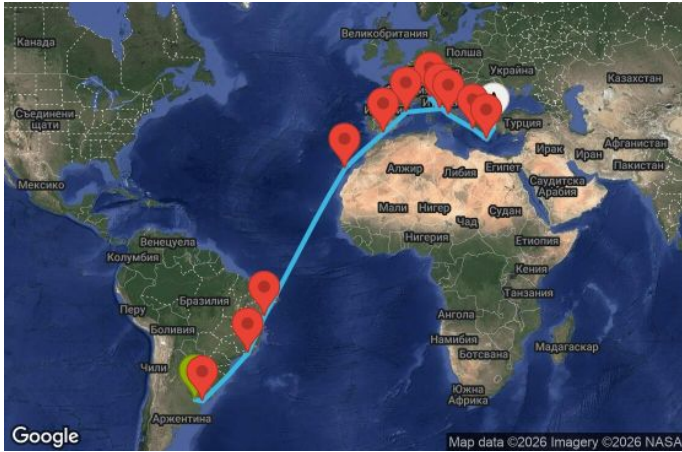 Канада
Великобритания
Полша
Украйна
Казахстан
Съединени
щати
Турция
Мексико
Алжир
Либия
Египет
Ирак
Иран
Афганистан
Пакистан
Саудитска
Арабия
Мали
Нигер
Чад
Судан
Нигерия
Етиопия
Венецуела
Колумбия
Кения
Танзания
Перу
Бразилия
Боливия
Ангола
Намибия
Ботсвана
Мадагаскар
Чили
Южна
Африка
Аржентина
Google
Map data ©2026 Imagery ©2026 NASA